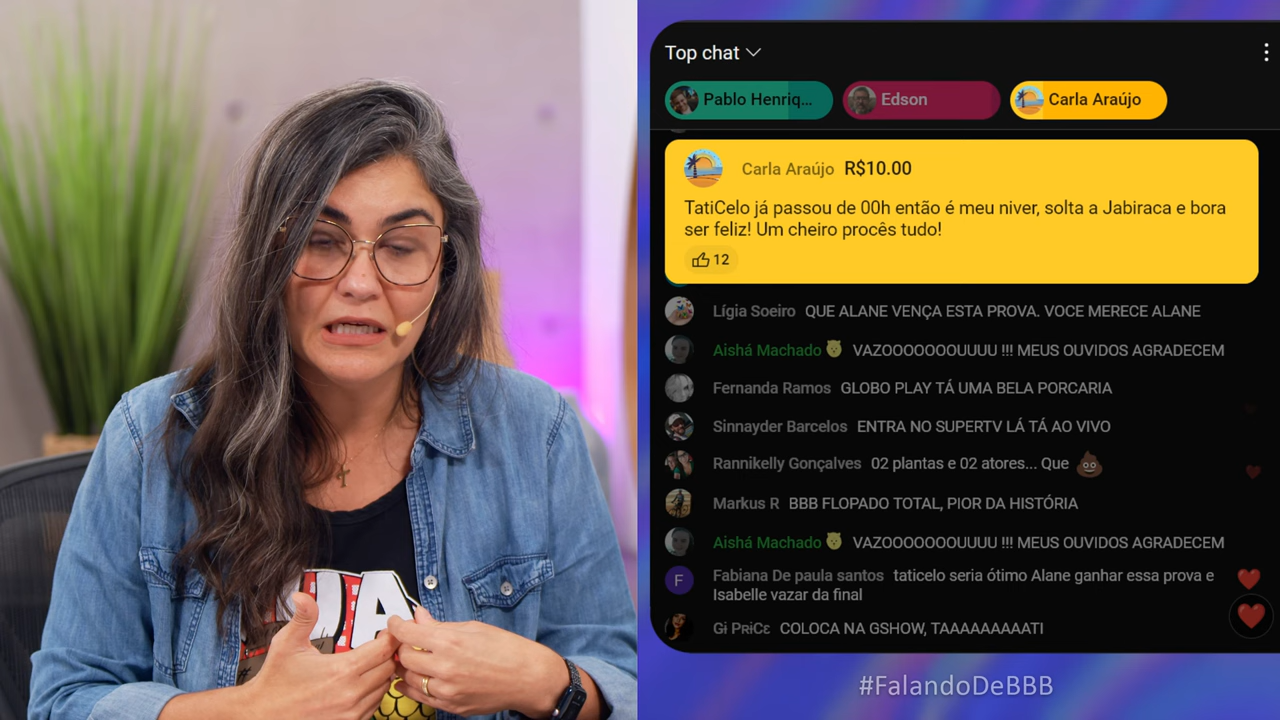 Top chat
Pablo Henriq...
Edson
Carla Araújo
Carla Araújo R$10.00
TatiCelo já passou de 00h então é meu niver, solta a Jabiraca e bora
ser feliz! Um cheiro procês tudo!
12
Lígia Soeiro QUE ALANE VENÇA ESTA PROVA. VOCE MERECE ALANE
Aishá Machado VAZOOOOOOOUUUU !!! MEUS OUVIDOS AGRADECEM
Fernanda Ramos GLOBO PLAY TÁ UMA BELA PORCARIA
Sinnayder Barcelos ENTRA NO SUPERTV LÁ TÁ AO VIVO
Rannikelly Gonçalves 02 plantas e 02 atores... Que 💩
Markus R BBB FLOPADO TOTAL, PIOR DA HISTÓRIA
Aishá Machado VAZOOOOOOOUUUU !!! MEUS OUVIDOS AGRADECEM
F
Fabiana De paula santos taticelo seria ótimo Alane ganhar essa prova e
Isabelle vazar da final
Gɨ PʀɨCɛ COLOCA NA GSHOW, TAAAAAAAAATI
#FalandoDeBBB